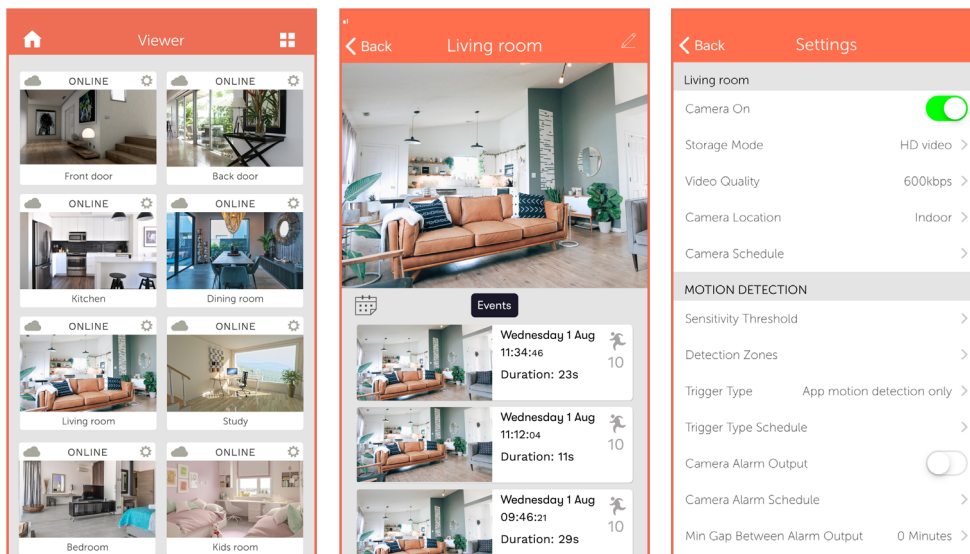 Viewer
ONLINE
Front door
ONLINE
Back door
ONLINE
Kitchen
ONLINE
Dining room
ONLINE
Living room
ONLINE
Study
ONLINE
Bedroom
ONLINE
Kids room
Back
Living room
Events
Wednesday 1 Aug
11:34:46
Duration: 23s
10
Wednesday 1 Aug
11:12:04
Duration: 11s
10
Wednesday 1 Aug
09:46:21
Duration: 29s
10
Back
Settings
Living room
Camera On
Storage Mode HD video
Video Quality 600kbps
Camera Location Indoor
Camera Schedule
MOTION DETECTION
Sensitivity Threshold
Detection Zones
Trigger Type App motion detection only
Trigger Type Schedule
Camera Alarm Output
Camera Alarm Schedule
Min Gap Between Alarm Output 0 Minutes